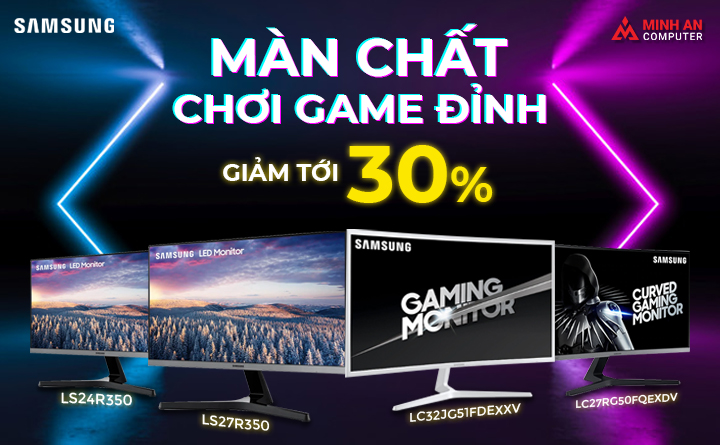 SAMSUNG
MINH AN
COMPUTER
MÀN CHẤT
CHƠI GAME ĐỈNH
GIẢM TỚI 30%
SAMSUNG LED Monitor
SAMSUNG LED Monitor
SAMSUNG
GAMING
MONITOR
SAMSUNG
CURVED
GAMING
MONITOR
LS24R350
LS27R350
LC32JG51FDEXXV
LC27RG50FQEXDV